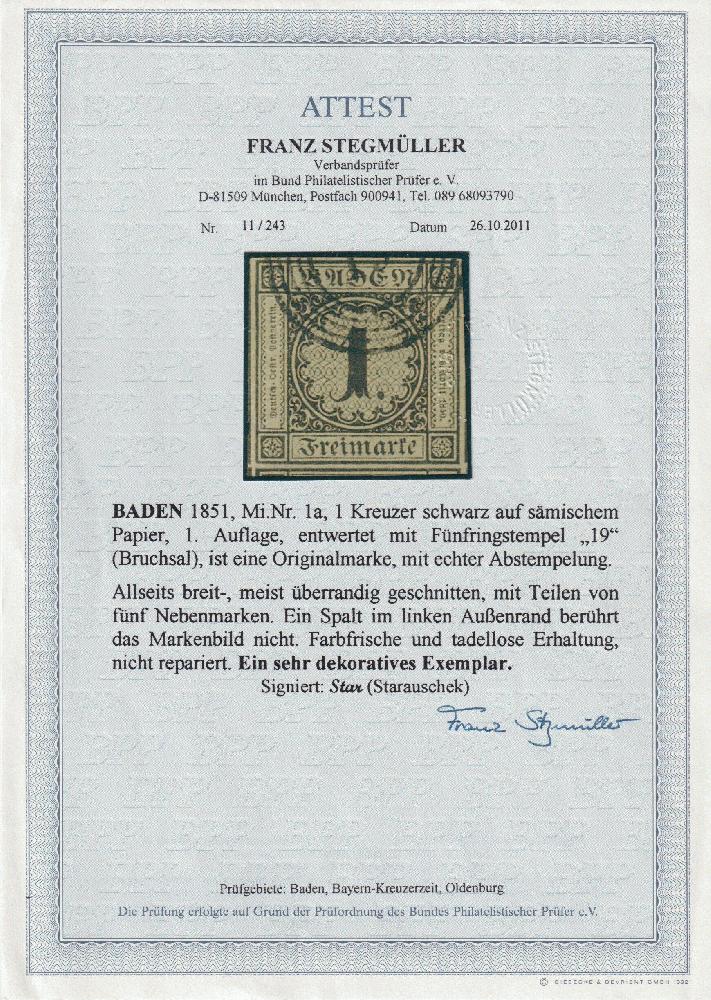 ATTEST
FRANZ STEGMÜLLER
Verbandsprüfer
im Bund Philatelistischer Prüfer e. V.
D-81509 München, Postfach 900941, Tel. 089 68093790
Nr. 11 / 243 Datum 26.10.2011
BADEN
1.
Freimarke
BADEN 1851, Mi.Nr. 1a, 1 Kreuzer schwarz auf sämischem
Papier, 1. Auflage, entwertet mit Fünfringstempel „19“
(Bruchsal), ist eine Originalmarke, mit echter Abstempelung.
Allseits breit-, meist überrandig geschnitten, mit Teilen von
fünf Nebenmarken. Ein Spalt im linken Außenrand berührt
das Markenbild nicht. Farbfrische und tadellose Erhaltung,
nicht repariert. Ein sehr dekoratives Exemplar.
Signiert: Star (Starauschek)
Franz Stegmüller
Prüfgebiete: Baden, Bayern-Kreuzerzeit, Oldenburg
Die Prüfung erfolgte auf Grund der Prüfordnung des Bundes Philatelistischer Prüfer e.V.
© GIESECKE & DEVRIENT GMBH